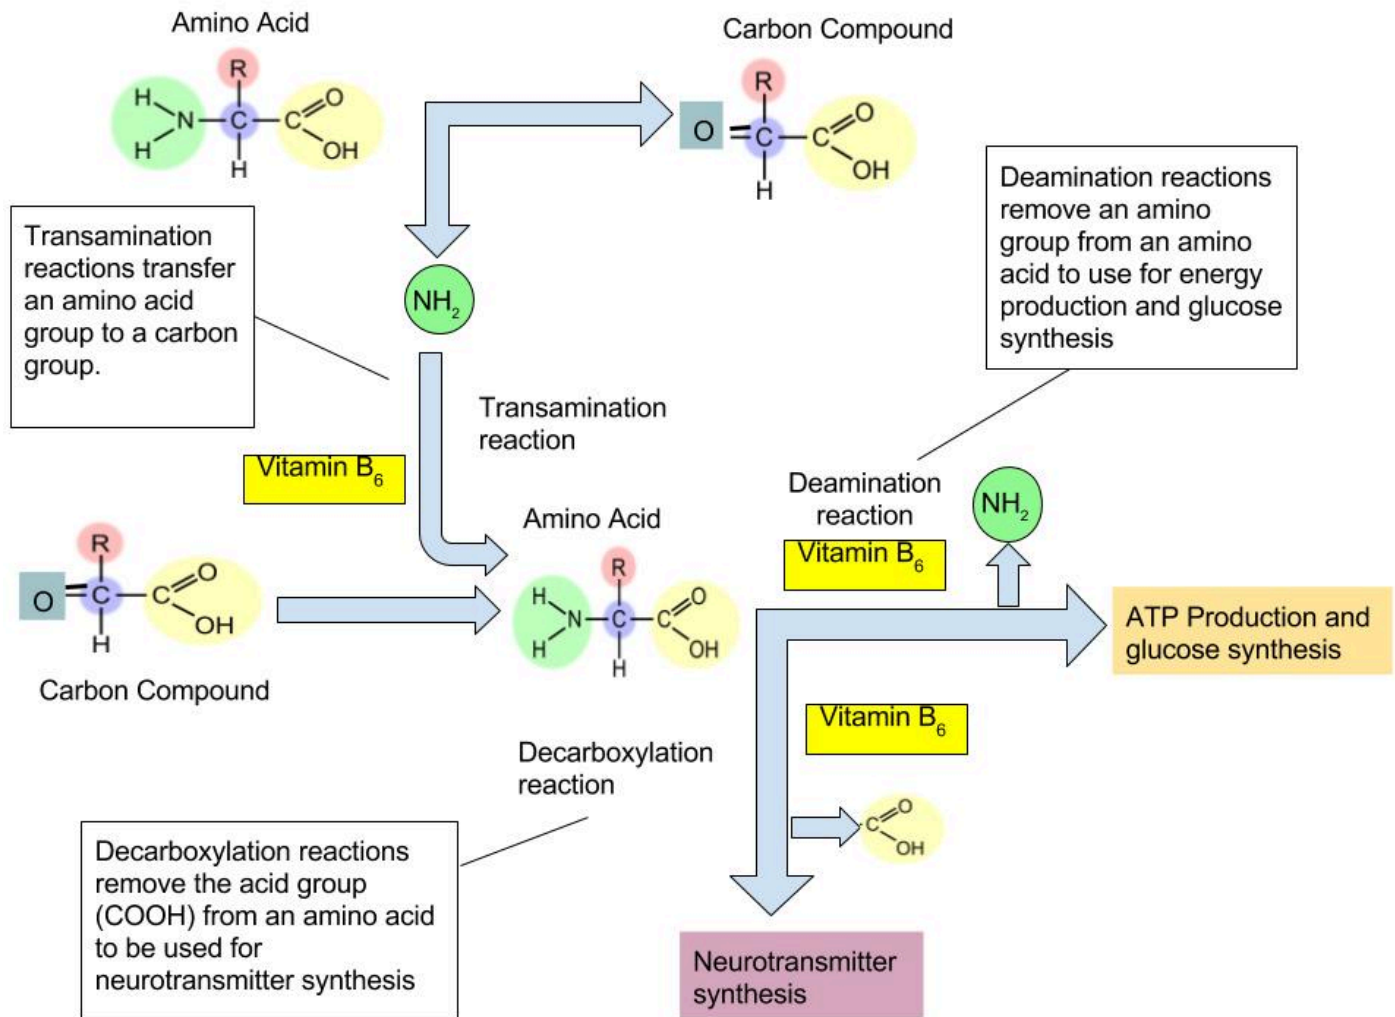 Amino Acid
H
H
N
C
R
H
C
O
OH
Carbon Compound
O
R
C
H
C
O
OH
Transamination
reactions transfer
an amino acid
group to a carbon
group.
NH2
Deamination reactions
remove an amino
group from an amino
acid to use for energy
production and glucose
synthesis
Transamination
reaction
Vitamin B6
Deamination
reaction
Vitamin B6
NH2
O
R
C
H
C
O
OH
Carbon Compound
Amino Acid
H
H
N
C
R
H
C
O
OH
ATP Production and
glucose synthesis
Vitamin B6
Decarboxylation
reaction
C
O
OH
Decarboxylation reactions
remove the acid group
(COOH) from an amino acid
to be used for
neurotransmitter synthesis
Neurotransmitter
synthesis